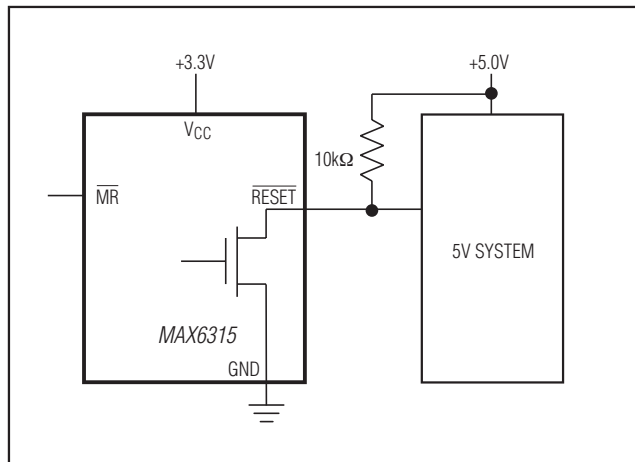 +3.3V
+5.0V
VCC
10kΩ
MR
RESET
5V SYSTEM
MAX6315
GND